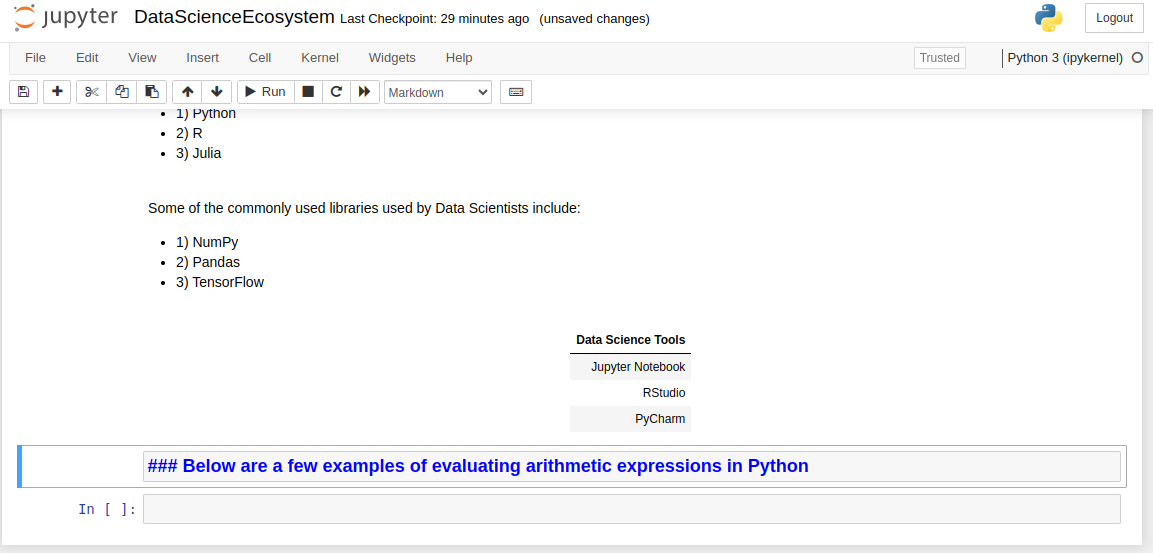 jupyter DataScienceEcosystem Last Checkpoint: 29 minutes ago (unsaved changes) Logout
File Edit View Insert Cell Kernel Widgets Help Trusted Python 3 (ipykernel)
Run Markdown
• 1) Python
• 2) R
• 3) Julia
Some of the commonly used libraries used by Data Scientists include:
• 1) NumPy
• 2) Pandas
• 3) TensorFlow
Data Science Tools
Jupyter Notebook
RStudio
PyCharm
### Below are a few examples of evaluating arithmetic expressions in Python
In [ ]: